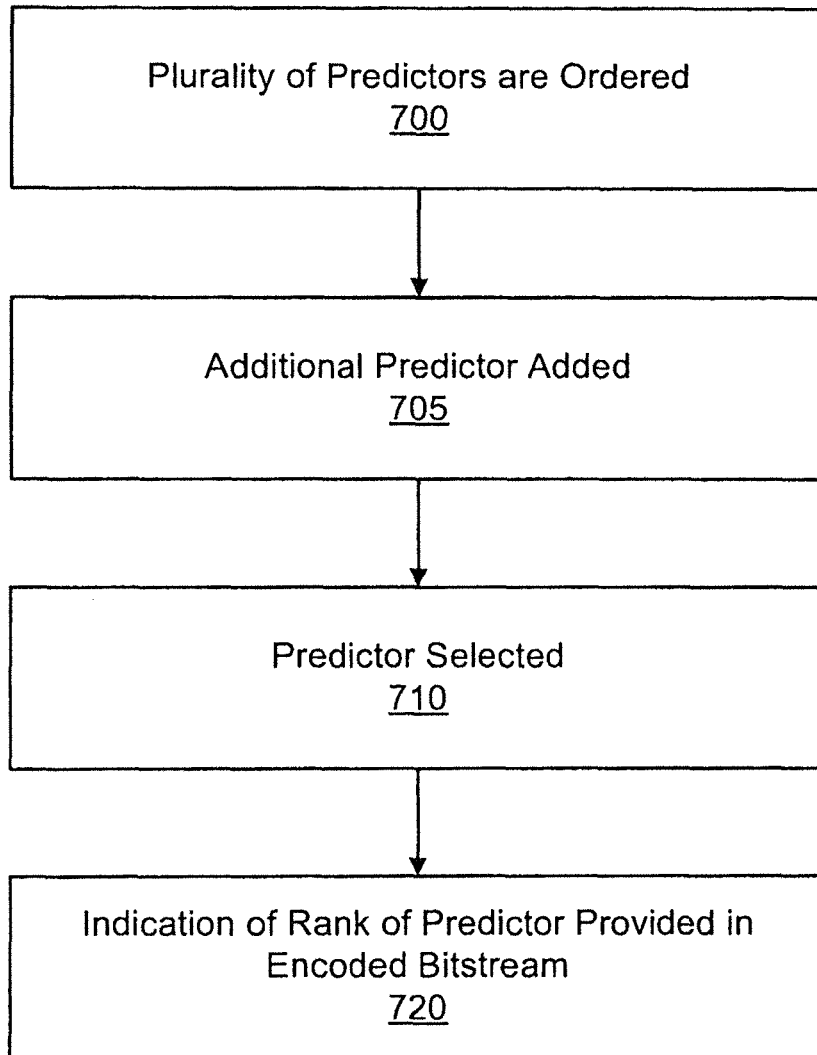 Plurality of Predictors are Ordered
700
Additional Predictor Added
705
Predictor Selected
710
Indication of Rank of Predictor Provided in
Encoded Bitstream
720